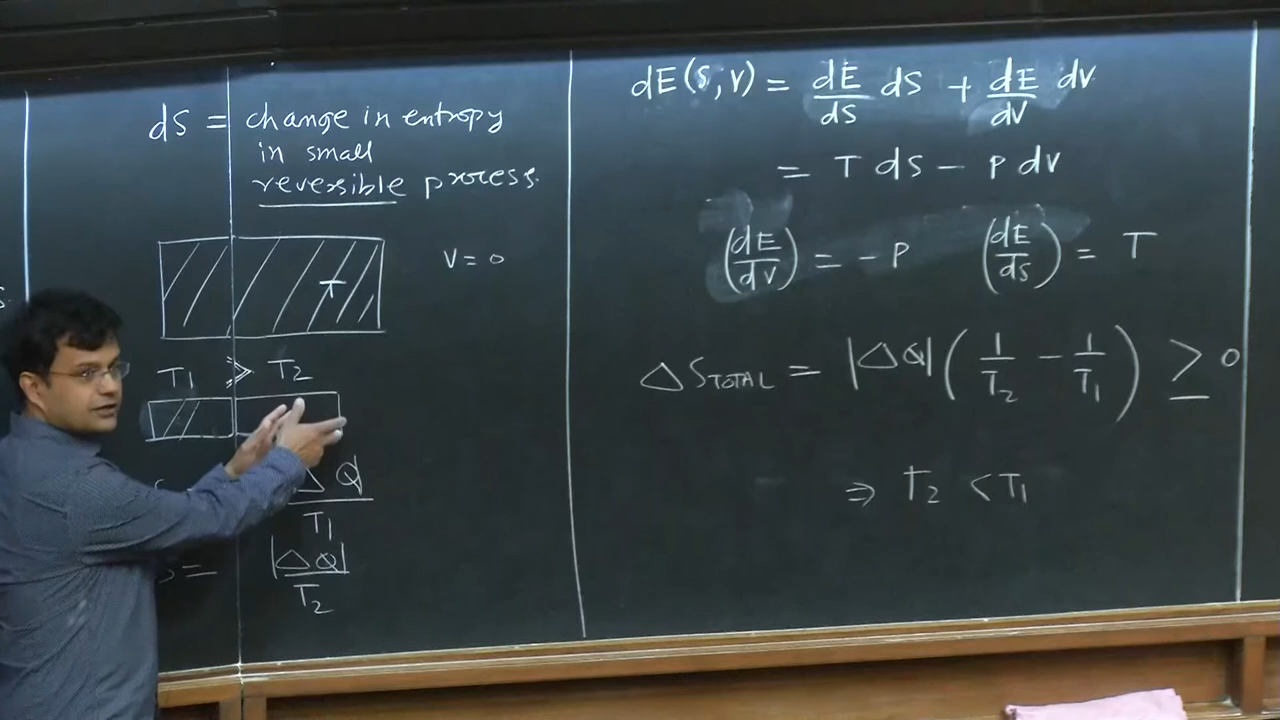 dS = change in entropy
in small
reversible process.
T
V = 0
T₁ ⩾ T₂
ΔQ
T₁
S =
|ΔQ|
T₂
dE(S,V) = dE/dS dS + dE/dV dV
= T dS − P dV
(dE/dV) = −P (dE/dS) = T
ΔS_TOTAL = |ΔQ| (1/T₂ − 1/T₁) ≥ 0
⇒ T₂ < T₁